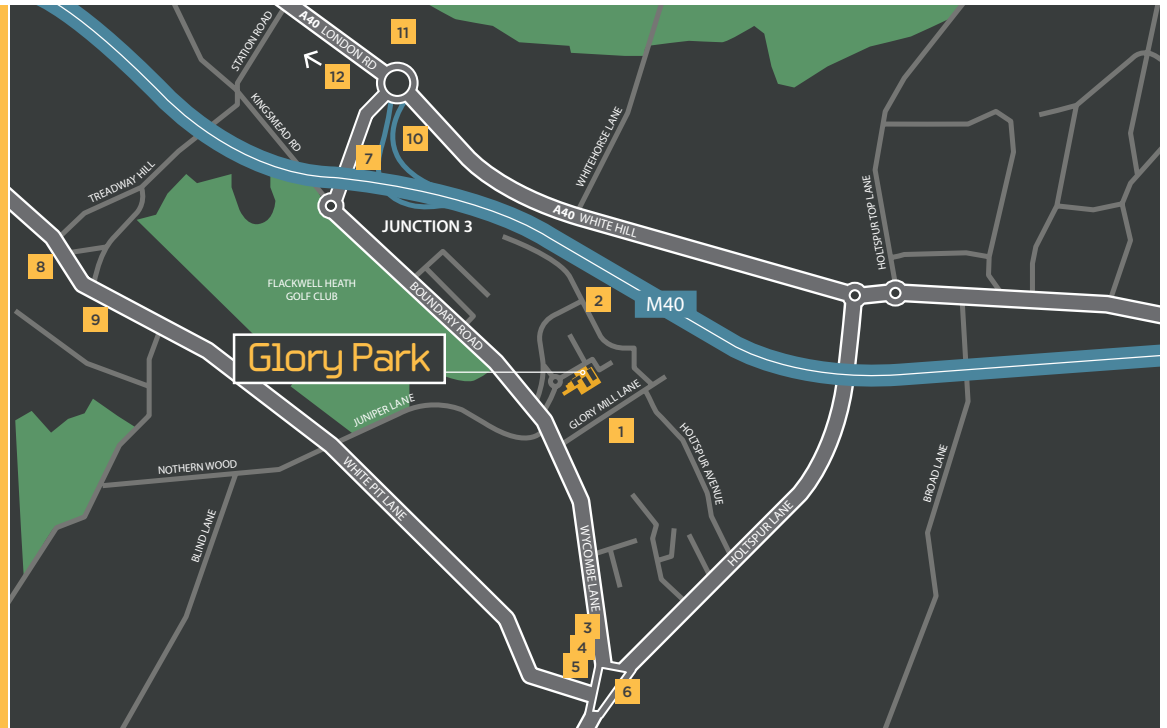 11
A40 LONDON RD
STATION ROAD
12
KINGSMEAD RD
10
7
WHITEHORSE LANE
TREADWAY HILL
A40 WHITE HILL
HOLTSPUR TOP LANE
JUNCTION 3
8
FLACKWELL HEATH
GOLF CLUB
BOUNDARY ROAD
2
M40
9
Glory Park
GLORY MILL LANE
JUNIPER LANE
1
HOLTSPUR AVENUE
NOTHERN WOOD
WHITE PIT LANE
BROAD LANE
BLIND LANE
HOLTSPUR LANE
WYCOMBE LANE
3
4
5
6